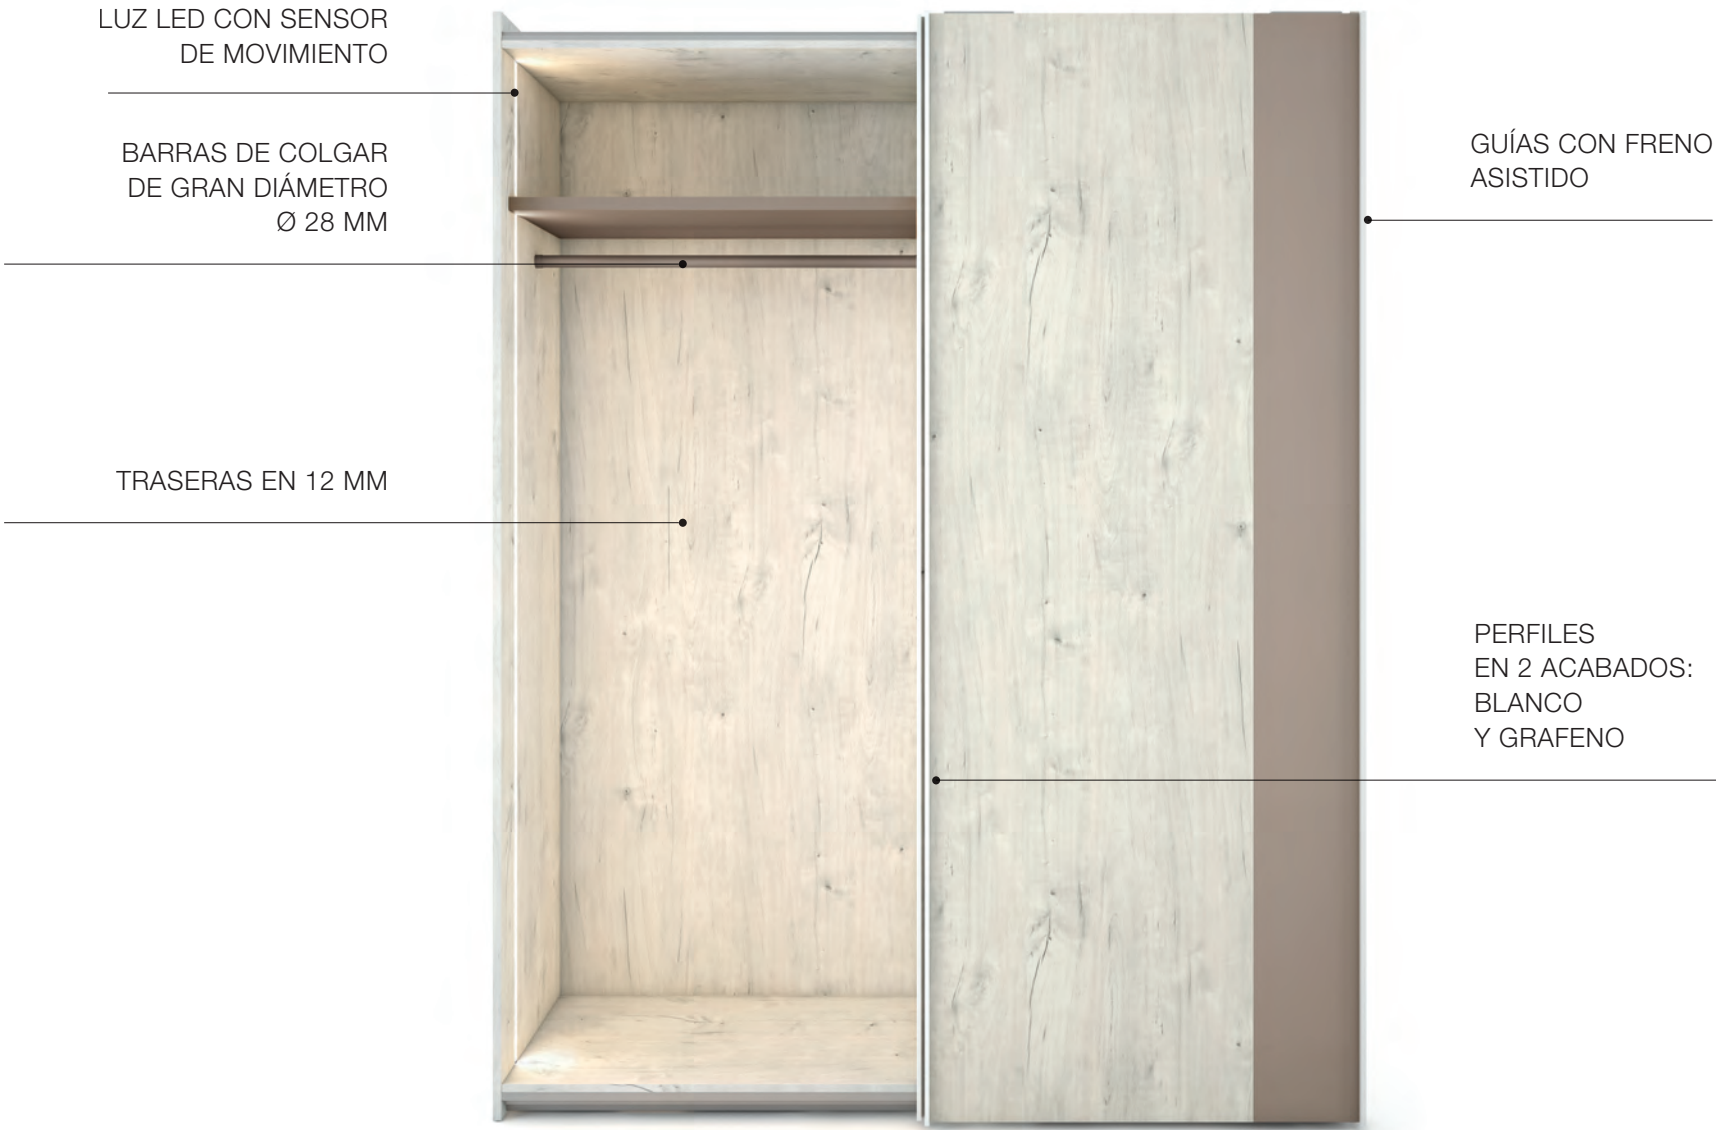 LUZ LED CON SENSOR
DE MOVIMIENTO
BARRAS DE COLGAR
DE GRAN DIÁMETRO
Ø 28 MM
TRASERAS EN 12 MM
GUÍAS CON FRENO
ASISTIDO
PERFILES
EN 2 ACABADOS:
BLANCO
Y GRAFENO